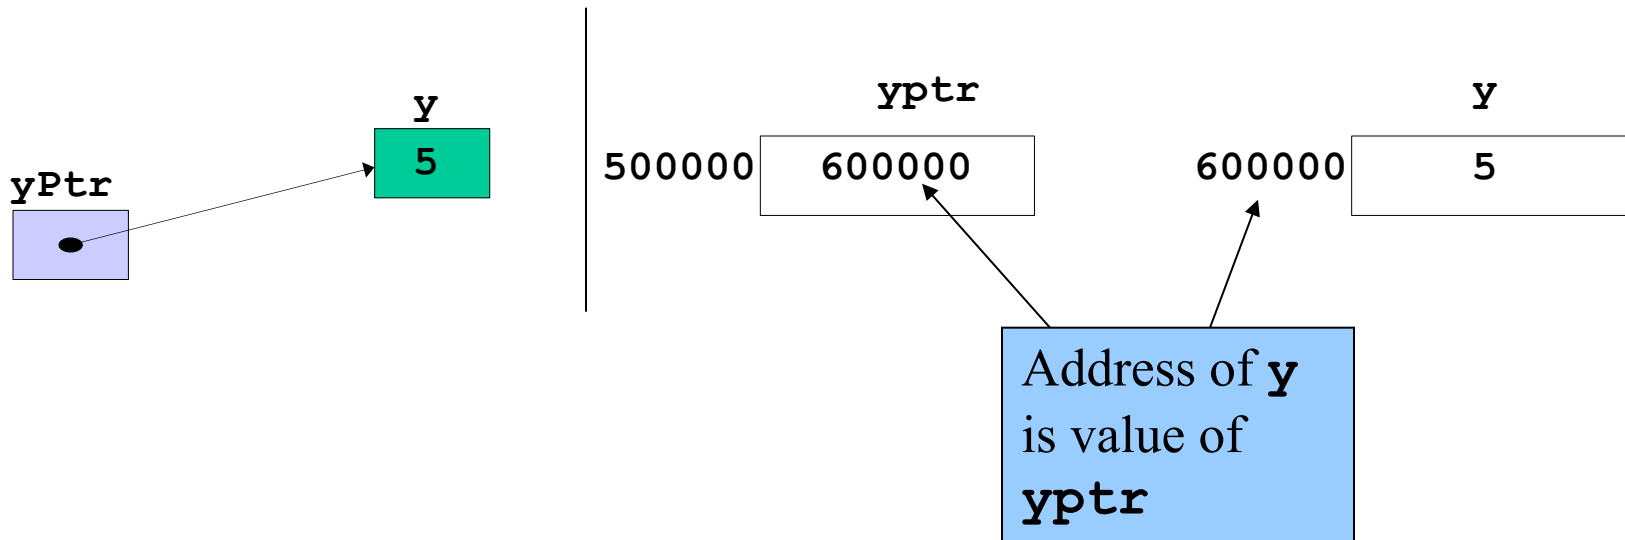 y
5
yPtr
yptr
y
500000 600000
600000 5
Address of y
is value of
yptr